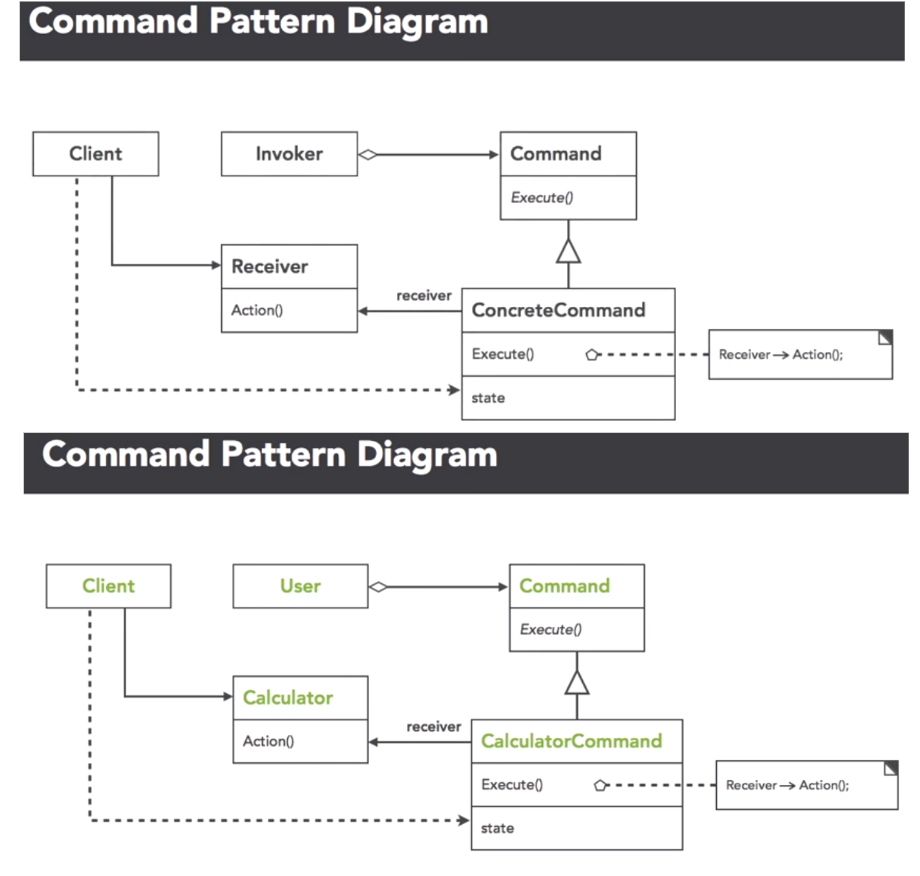 Command Pattern Diagram
Client
Invoker
Command
Execute()
Receiver
Action()
receiver
ConcreteCommand
Execute()
Receiver → Action();
state
Command Pattern Diagram
Client
User
Command
Execute()
Calculator
Action()
receiver
CalculatorCommand
Execute()
Receiver → Action();
state